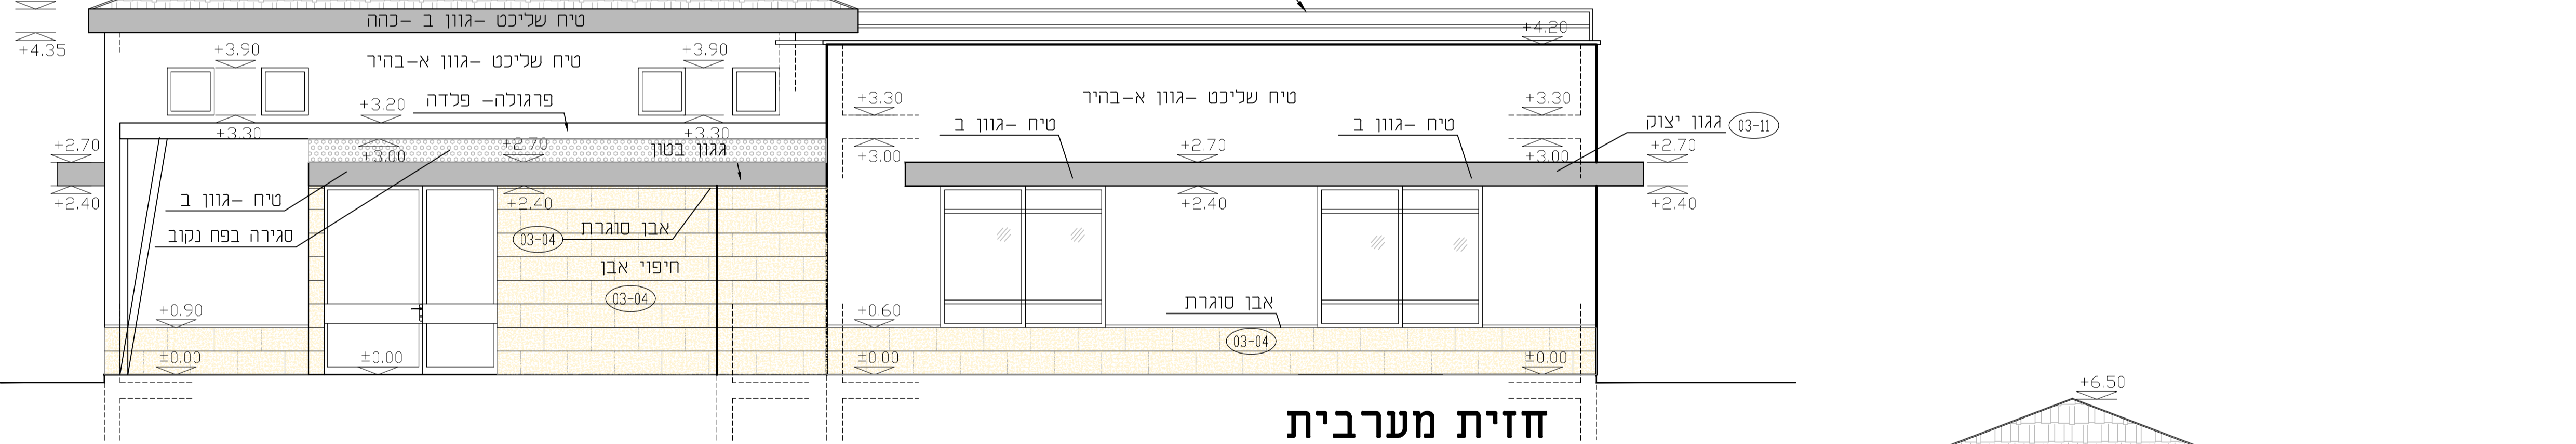 טיח שליכט -גוון ב -כהה
+4.20
+4.35
+3.90
+3.90
טיח שליכט -גוון א-בהיר
טיח שליכט -גוון א-בהיר
פרגולה- פלדה
+3.20
+3.30
+3.30
+3.30
+3.30
טיח -גוון ב
טיח -גוון ב
גגון יצוק
03-11
+2.70
+2.70
גגון בטון
+3.00
+3.00
+3.00
+2.70
+2.70
+2.40
טיח -גוון ב
+2.40
+2.40
+2.40
סגירה בפח נקוב
אבן סוגרת
03-04
חיפוי אבן
03-04
+0.90
+0.60
אבן סוגרת
03-04
±0.00
±0.00
±0.00
±0.00
+6.50
חזית מערבית